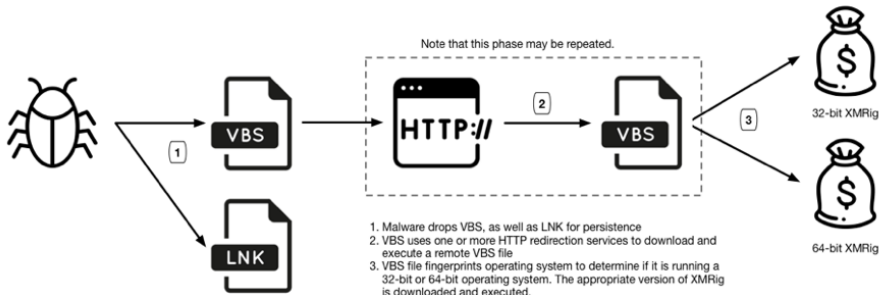 Note that this phase may be repeated.
VBS
HTTP://
2
VBS
3
32-bit XMRig
1
LNK
64-bit XMRig
1. Malware drops VBS, as well as LNK for persistence
2. VBS uses one or more HTTP redirection services to download and
execute a remote VBS file
3. VBS file fingerprints operating system to determine if it is running a
32-bit or 64-bit operating system. The appropriate version of XMRig
is downloaded and executed.